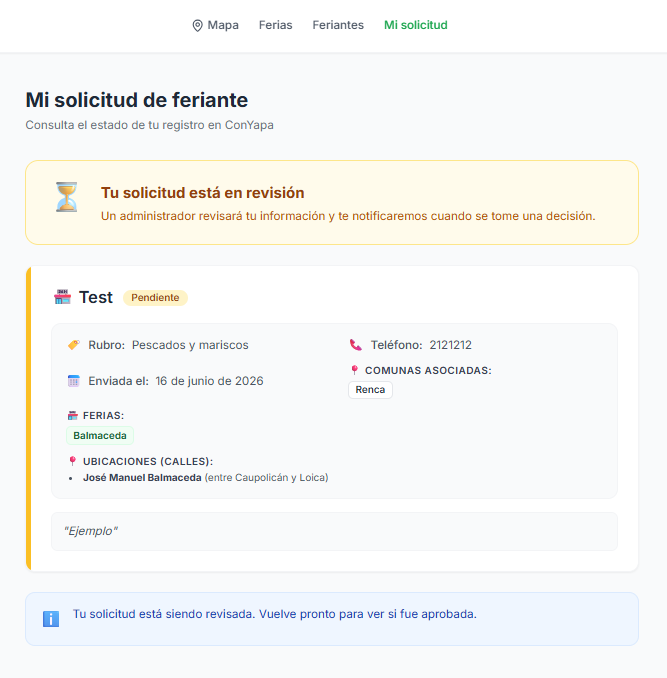 Mapa Ferias Feriantes Mi solicitud
Mi solicitud de feriante
Consulta el estado de tu registro en ConYapa
Tu solicitud está en revisión
Un administrador revisará tu información y te notificaremos cuando se tome una decisión.
Test Pendiente
Rubro: Pescados y mariscos
Teléfono: 2121212
Enviada el: 16 de junio de 2026
COMUNAS ASOCIADAS:
Renca
FERIAS:
Balmaceda
UBICACIONES (CALLES):
• José Manuel Balmaceda (entre Caupolicán y Loica)
"Ejemplo"
Tu solicitud está siendo revisada. Vuelve pronto para ver si fue aprobada.